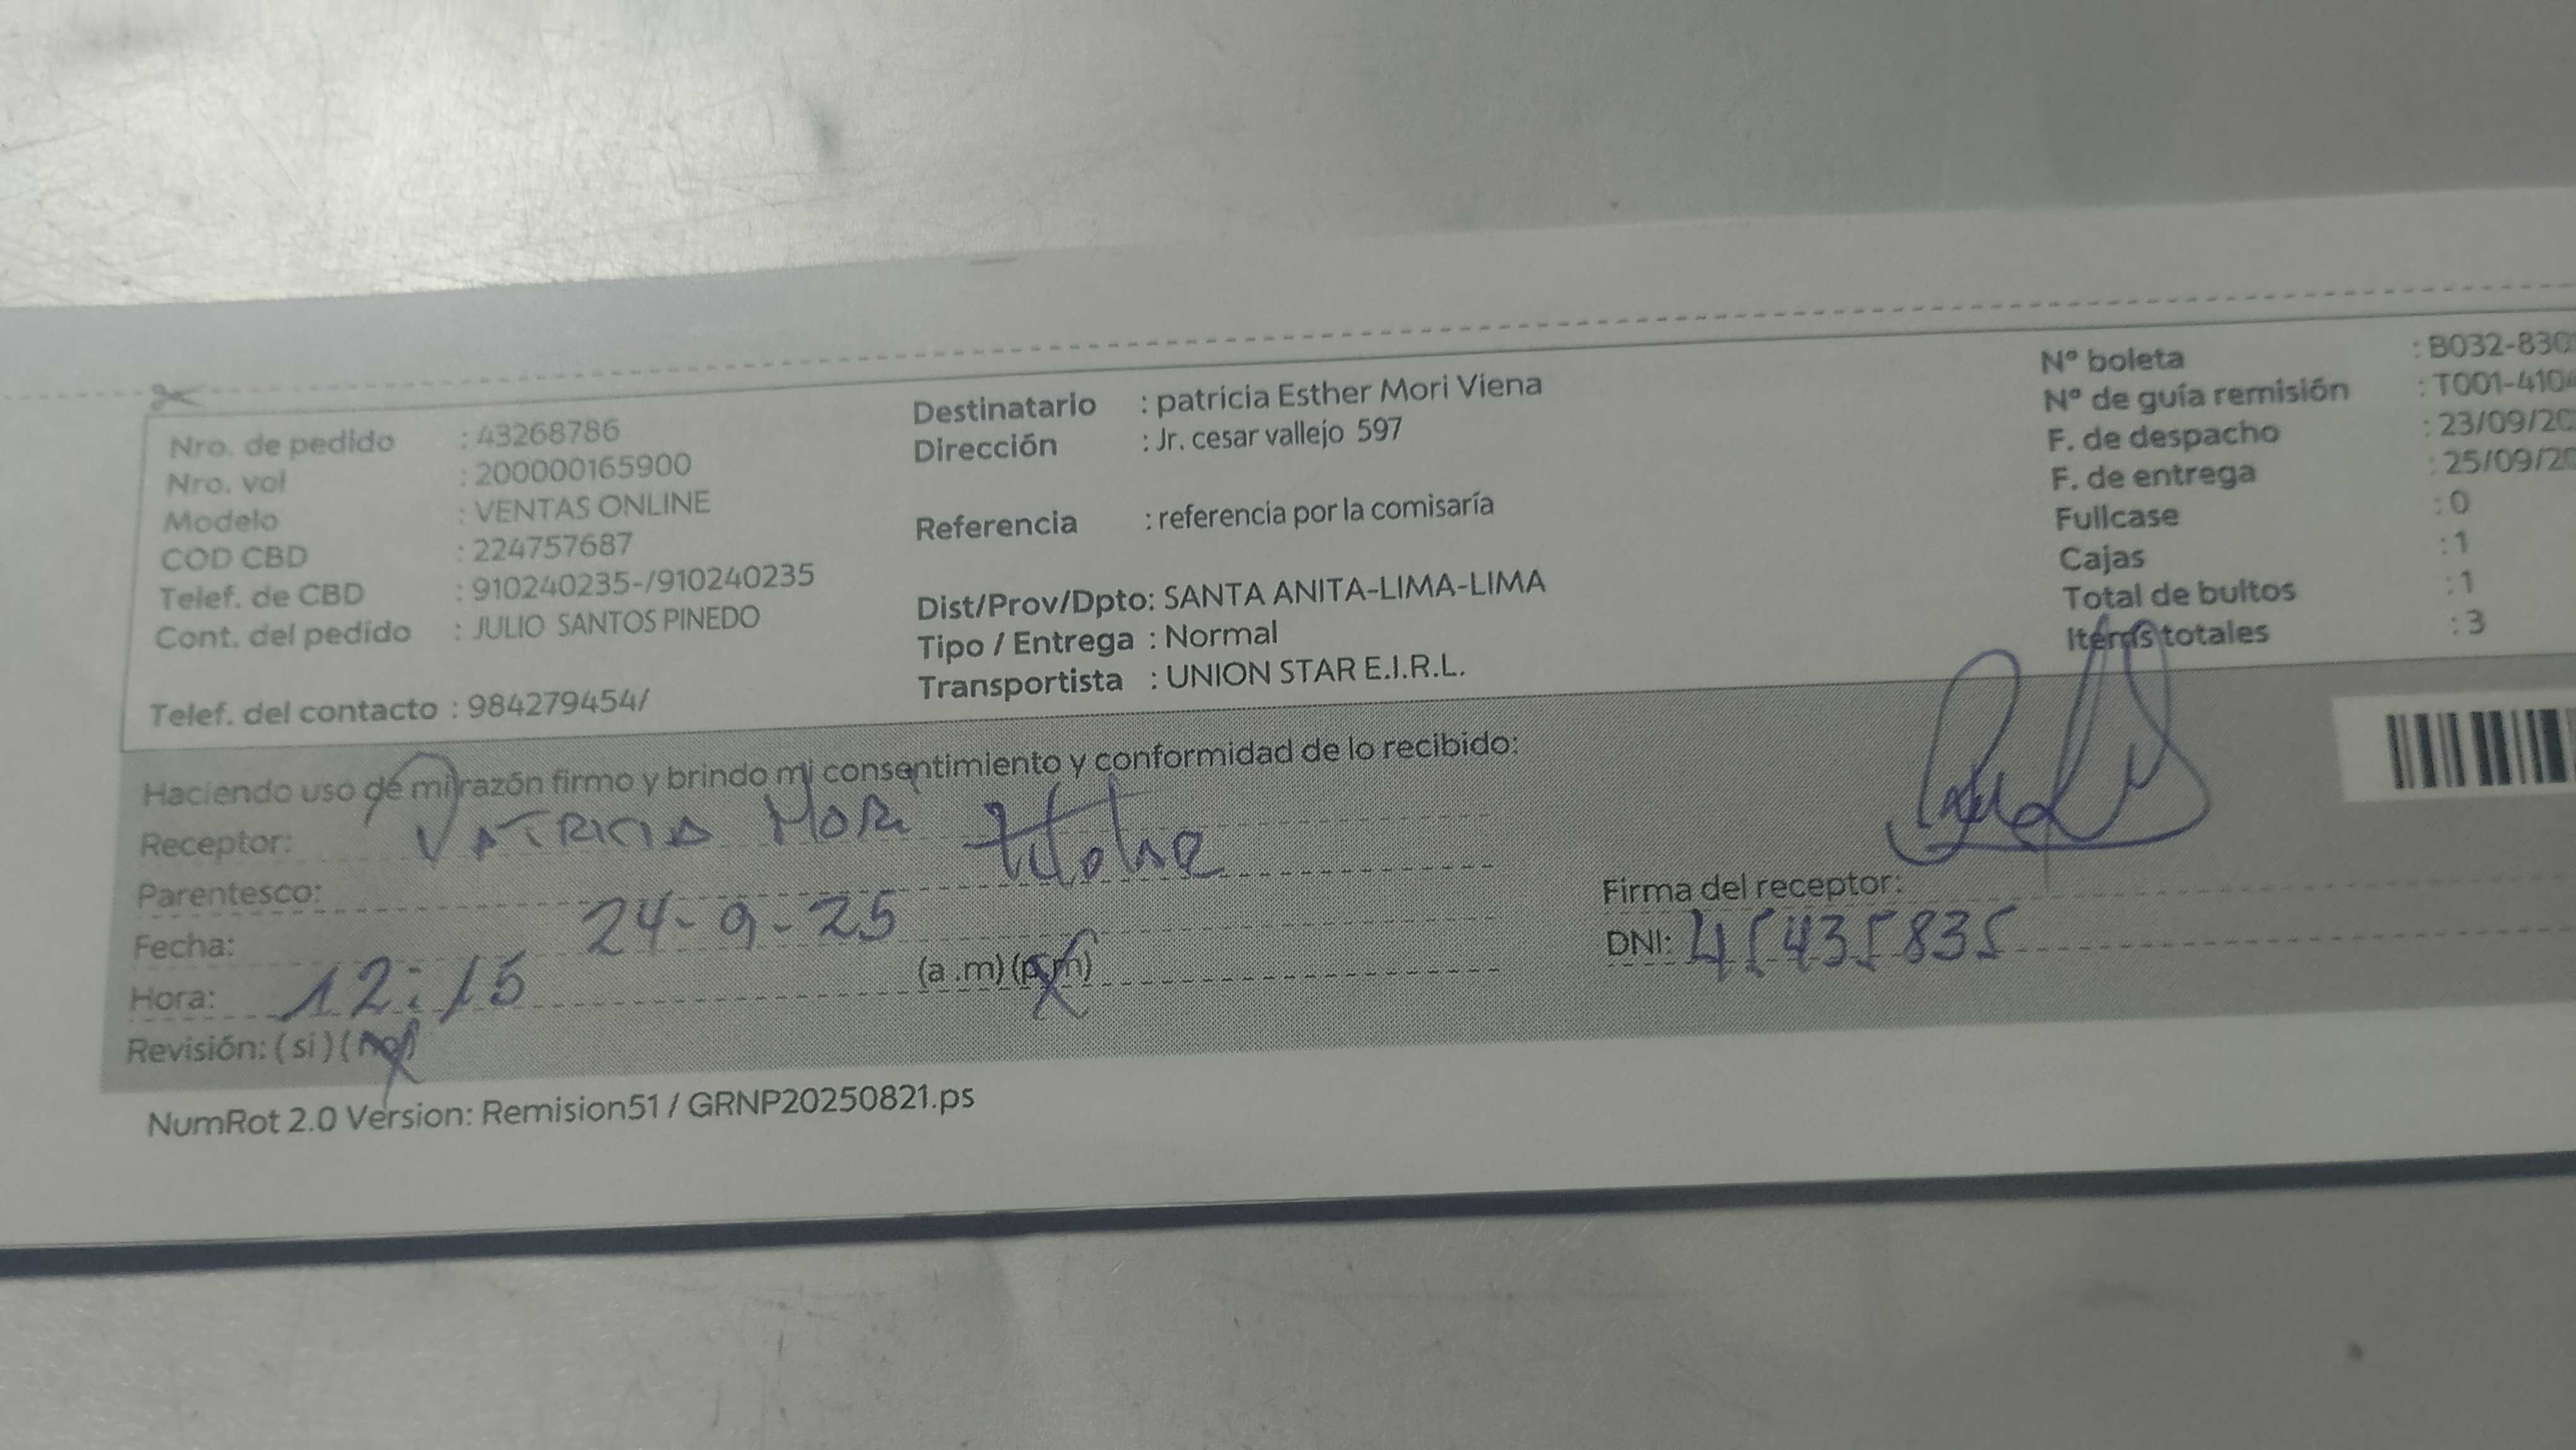 Nro. de pedido : 43268786
Nro. vol : 200000165900
Modelo : VENTAS ONLINE
COD CBD : 224757687
Telef. de CBD : 910240235-/910240235
Cont. del pedido : JULIO SANTOS PINEDO
Telef. del contacto : 984279454/
Destinatario : patricia Esther Mori Viena
Dirección : Jr. cesar vallejo 597
Referencia : referencia por la comisaría
Dist/Prov/Dpto: SANTA ANITA-LIMA-LIMA
Tipo / Entrega : Normal
Transportista : UNION STAR E.I.R.L.
Nº boleta : B032-830
Nº de guía remisión : T001-4104
F. de despacho : 23/09/20
F. de entrega : 25/09/20
Fullcase : 0
Cajas : 1
Total de bultos : 1
Items totales : 3
Haciendo uso de mi razón firmo y brindo mi consentimiento y conformidad de lo recibido:
Receptor: PATRICIA MORI titular
Parentesco:
Fecha: 24-9-25
Hora: 12:15 (a .m) (p.m)
Revisión: ( si ) ( no )
Firma del receptor:
DNI: 45435835
NumRot 2.0 Version: Remision51 / GRNP20250821.ps